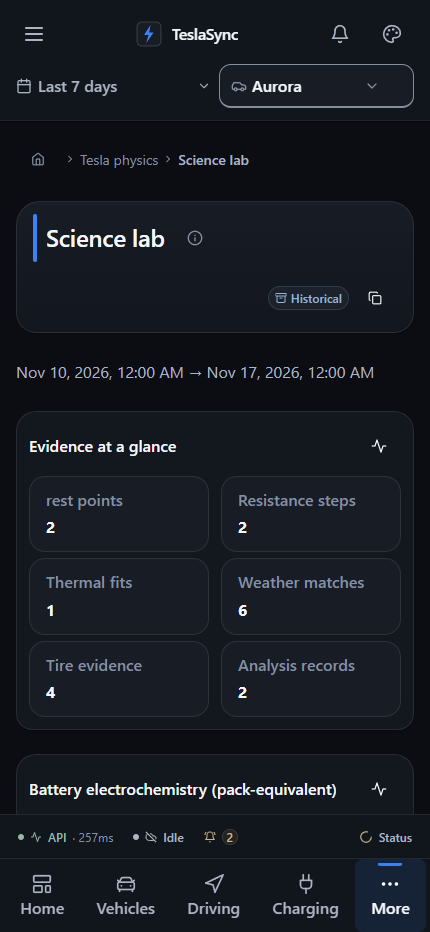 TeslaSync
Last 7 days
Aurora
Tesla physics
Science lab
Science lab
Historical
Nov 10, 2026, 12:00 AM → Nov 17, 2026, 12:00 AM
Evidence at a glance
rest points
2
Resistance steps
2
Thermal fits
1
Weather matches
6
Tire evidence
4
Analysis records
2
Battery electrochemistry (pack-equivalent)
API · 257ms
Idle
2
Status
Home
Vehicles
Driving
Charging
More